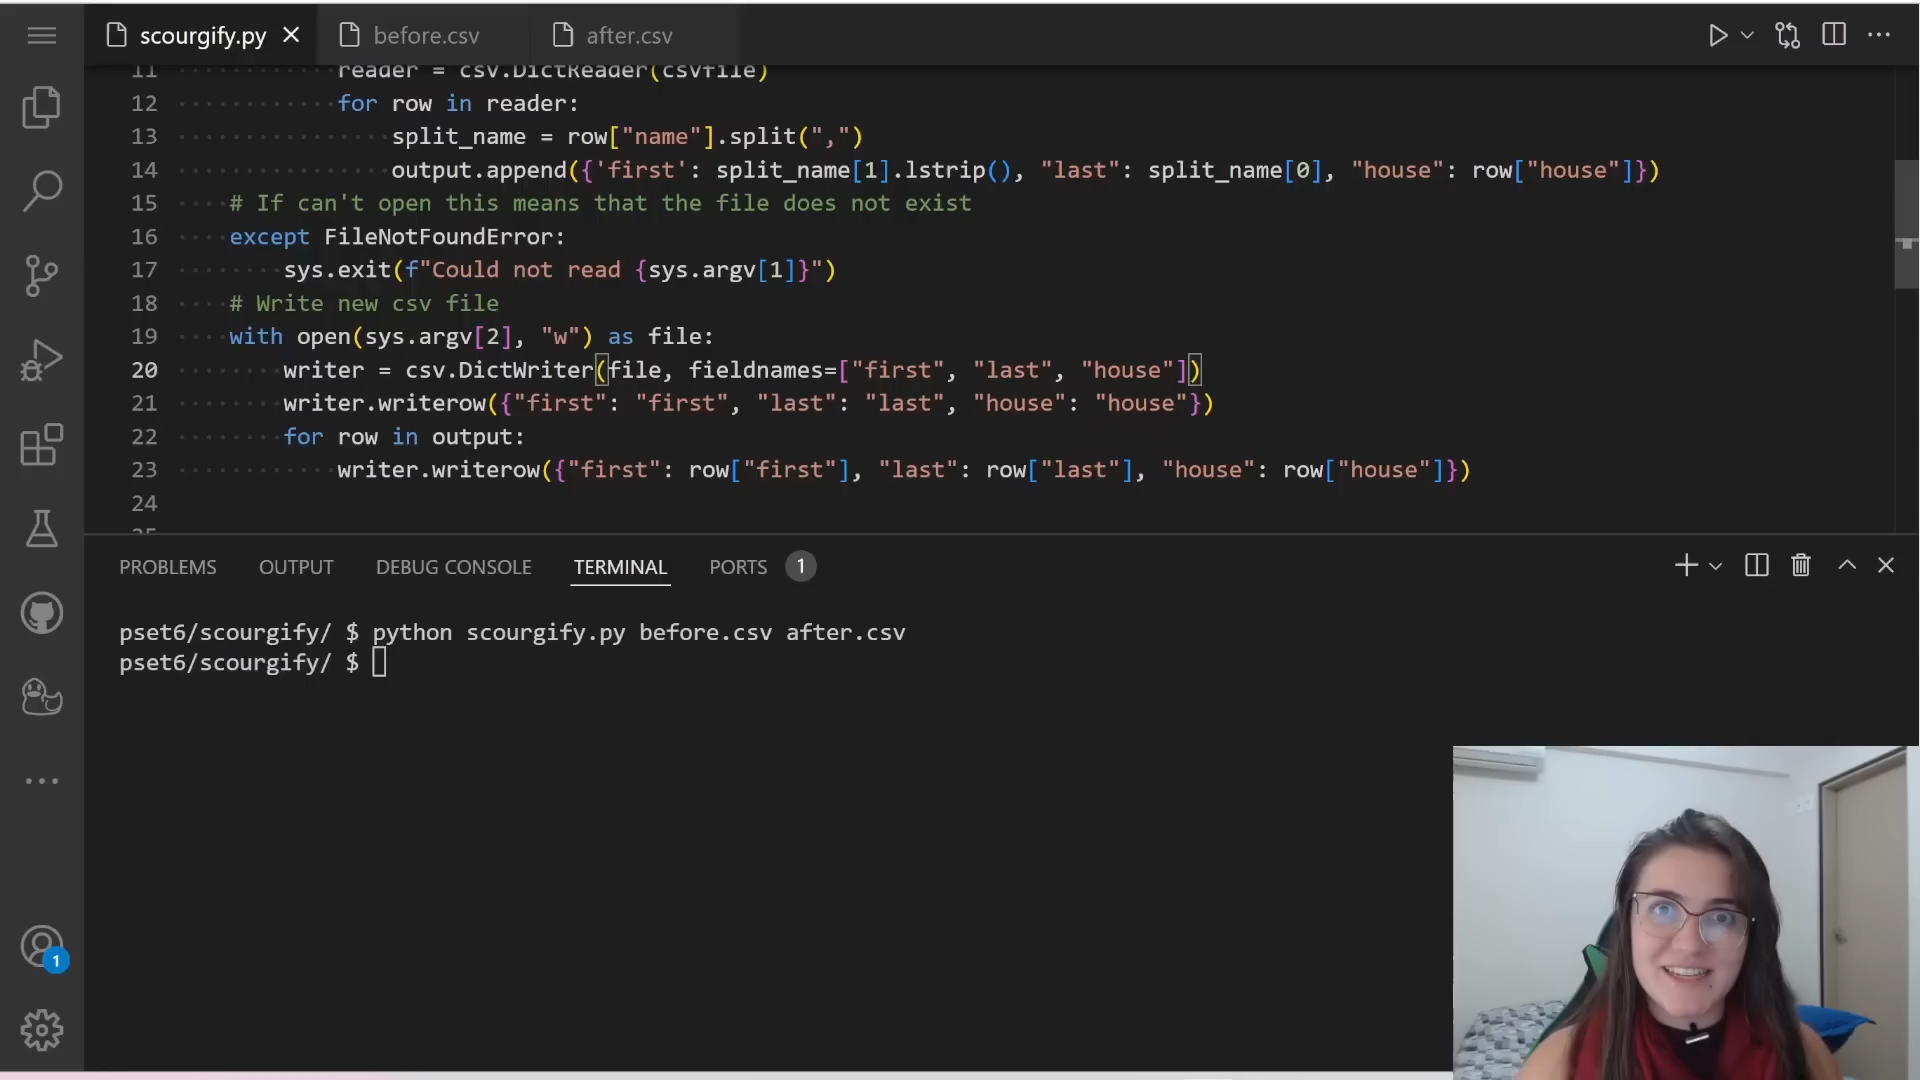 scourgify.py
before.csv
after.csv
11 reader = csv.DictReader(csvfile)
12 for row in reader:
13 split_name = row["name"].split(",")
14 output.append({'first': split_name[1].lstrip(), "last": split_name[0], "house": row["house"]})
15 # If can't open this means that the file does not exist
16 except FileNotFoundError:
17 sys.exit(f"Could not read {sys.argv[1]}")
18 # Write new csv file
19 with open(sys.argv[2], "w") as file:
20 writer = csv.DictWriter(file, fieldnames=["first", "last", "house"])
21 writer.writerow({"first": "first", "last": "last", "house": "house"})
22 for row in output:
23 writer.writerow({"first": row["first"], "last": row["last"], "house": row["house"]})
24
25
PROBLEMS OUTPUT DEBUG CONSOLE TERMINAL PORTS 1
pset6/scourgify/ $ python scourgify.py before.csv after.csv
pset6/scourgify/ $
1